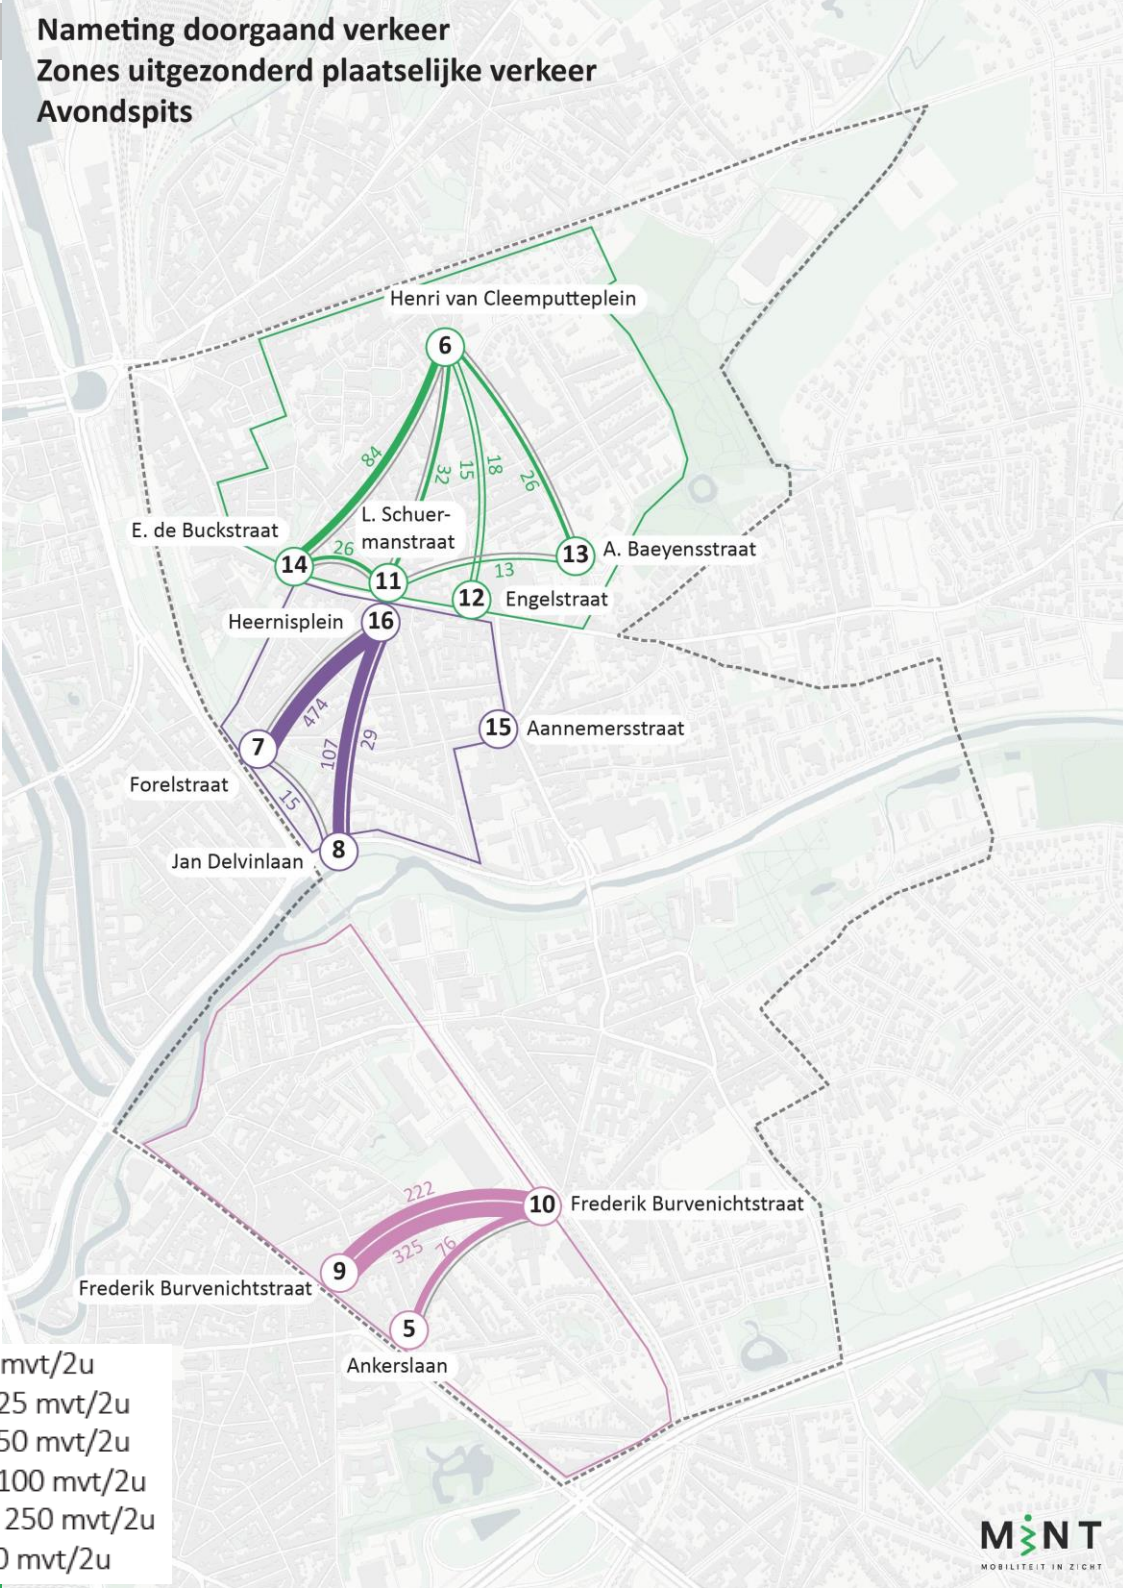 Nameting doorgaand verkeer
Zones uitgezonderd plaatselijke verkeer
Avondspits
Henri van Cleemputteplein
6
84
32
15
18
26
E. de Buckstraat
L. Schuer-
manstraat
26
14
11
13
12
13
A. Baeyensstraat
Engelstraat
Heernisplein
16
474
107
29
7
15
Aannemersstraat
Forelstraat
15
Jan Delvinlaan
8
222
10
Frederik Burvenichtstraat
325
76
9
Frederik Burvenichtstraat
5
Ankerslaan
mvt/2u
25 mvt/2u
50 mvt/2u
100 mvt/2u
250 mvt/2u
0 mvt/2u
MINT
MOBILITEIT IN ZICHT